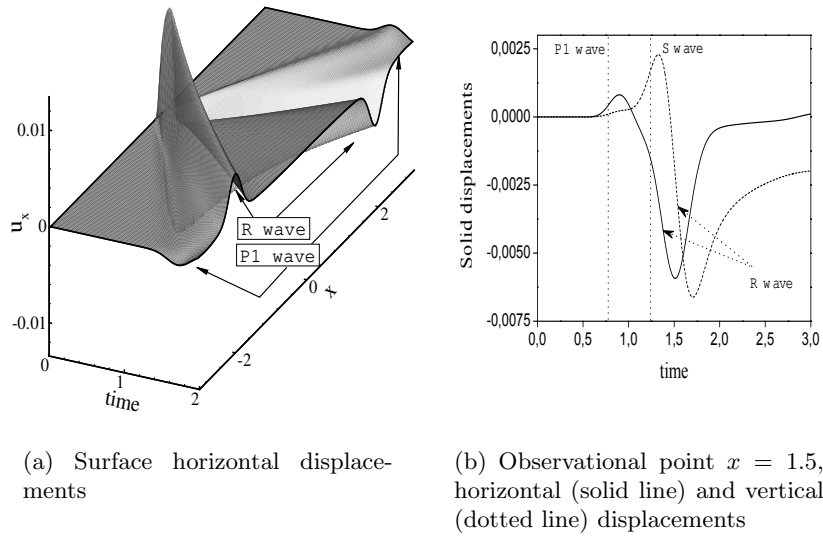 0.01
0
-0.01
u_x
0
1
2
time
-2
0
2
x
R wave
P1 wave
0,0025
0,0000
-0,0025
-0,0050
-0,0075
Solid displacements
P1 wave
S wave
R wave
0,0
0,5
1,0
1,5
2,0
2,5
3,0
time
(a) Surface horizontal displace-
ments
(b) Observational point x = 1.5,
horizontal (solid line) and vertical
(dotted line) displacements